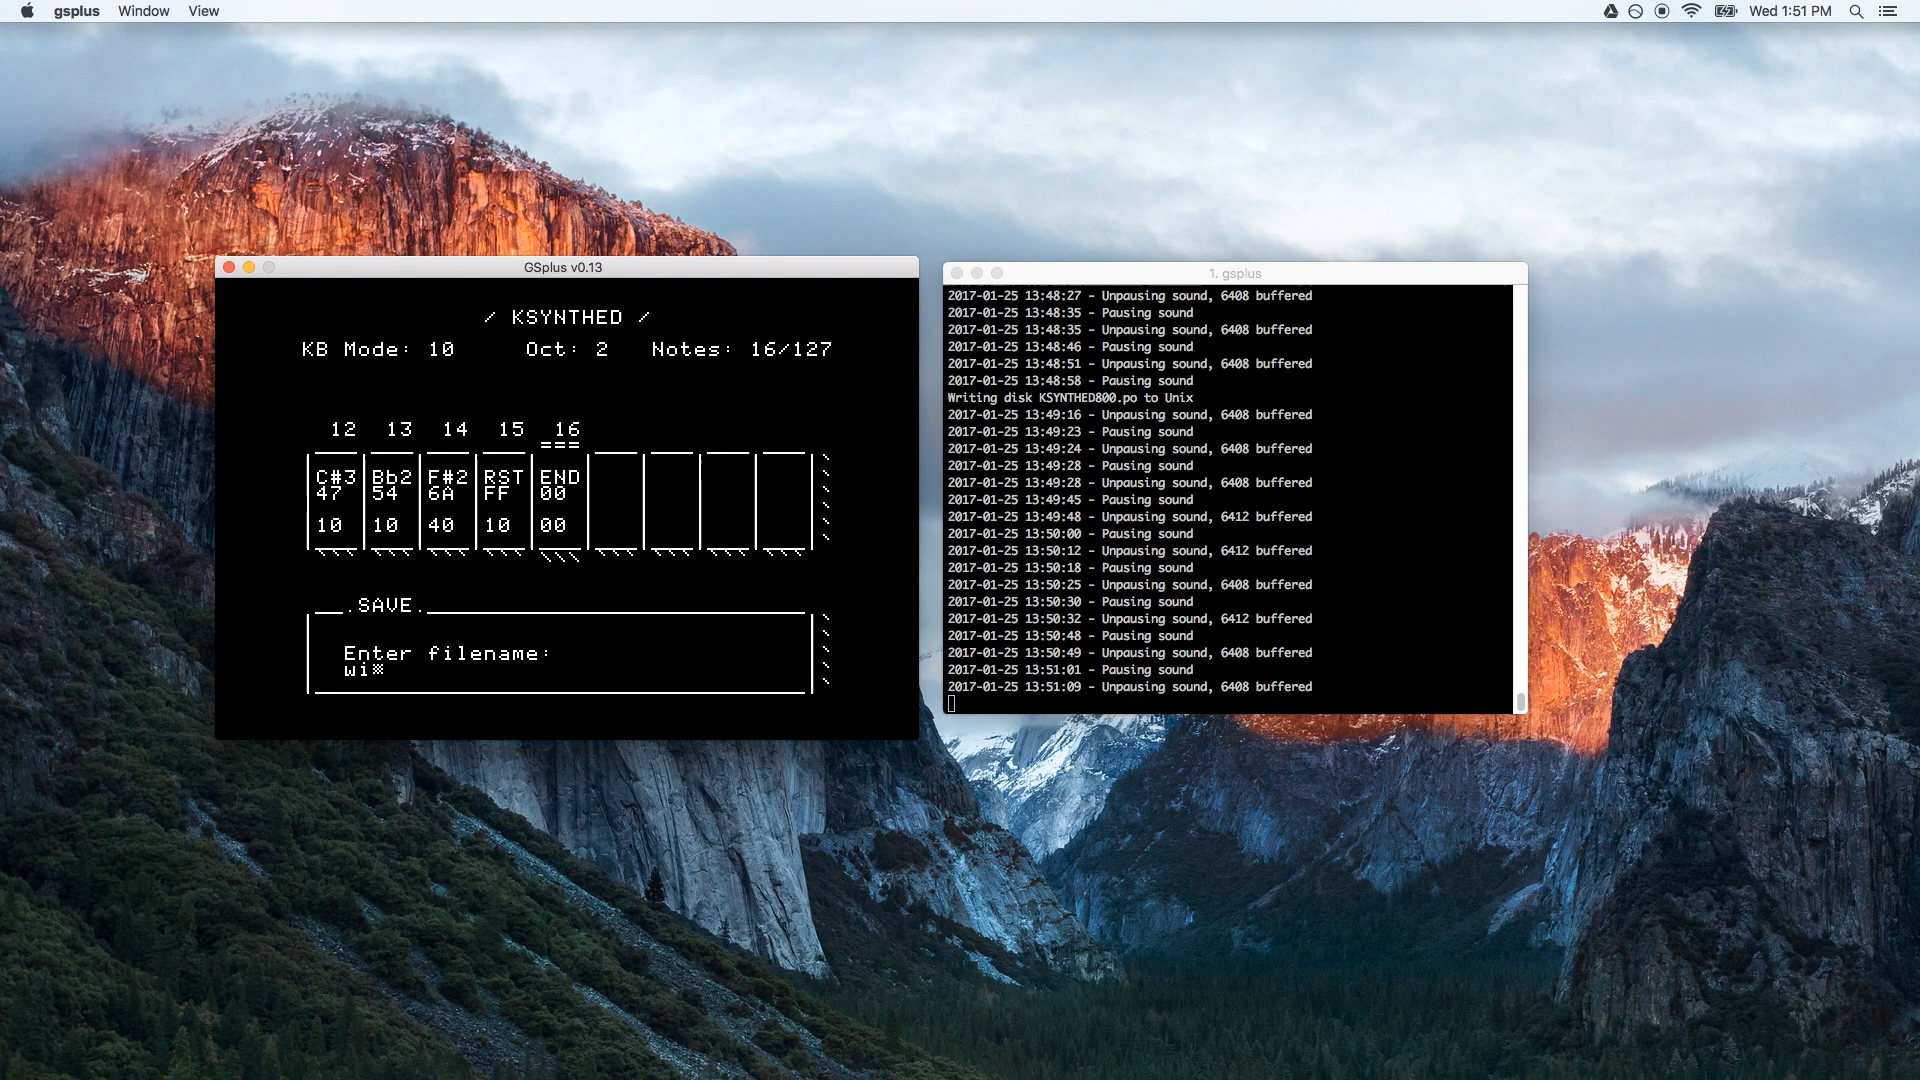 gsplus Window View
Wed 1:51 PM
GSplus v0.13
/ KSYNTHED /
KB Mode: 10 Oct: 2 Notes: 16/127
12 13 14 15 16
===
C#3 Bb2 F#2 RST END
47 54 6A FF 00
10 10 40 10 00
.SAVE.
Enter filename:
wi
1. gsplus
2017-01-25 13:48:27 - Unpausing sound, 6408 buffered
2017-01-25 13:48:35 - Pausing sound
2017-01-25 13:48:35 - Unpausing sound, 6408 buffered
2017-01-25 13:48:46 - Pausing sound
2017-01-25 13:48:51 - Unpausing sound, 6408 buffered
2017-01-25 13:48:58 - Pausing sound
Writing disk KSYNTHED800.po to Unix
2017-01-25 13:49:16 - Unpausing sound, 6408 buffered
2017-01-25 13:49:23 - Pausing sound
2017-01-25 13:49:24 - Unpausing sound, 6408 buffered
2017-01-25 13:49:28 - Pausing sound
2017-01-25 13:49:28 - Unpausing sound, 6408 buffered
2017-01-25 13:49:45 - Pausing sound
2017-01-25 13:49:48 - Unpausing sound, 6412 buffered
2017-01-25 13:50:00 - Pausing sound
2017-01-25 13:50:12 - Unpausing sound, 6412 buffered
2017-01-25 13:50:18 - Pausing sound
2017-01-25 13:50:25 - Unpausing sound, 6408 buffered
2017-01-25 13:50:30 - Pausing sound
2017-01-25 13:50:32 - Unpausing sound, 6412 buffered
2017-01-25 13:50:48 - Pausing sound
2017-01-25 13:50:49 - Unpausing sound, 6408 buffered
2017-01-25 13:51:01 - Pausing sound
2017-01-25 13:51:09 - Unpausing sound, 6408 buffered